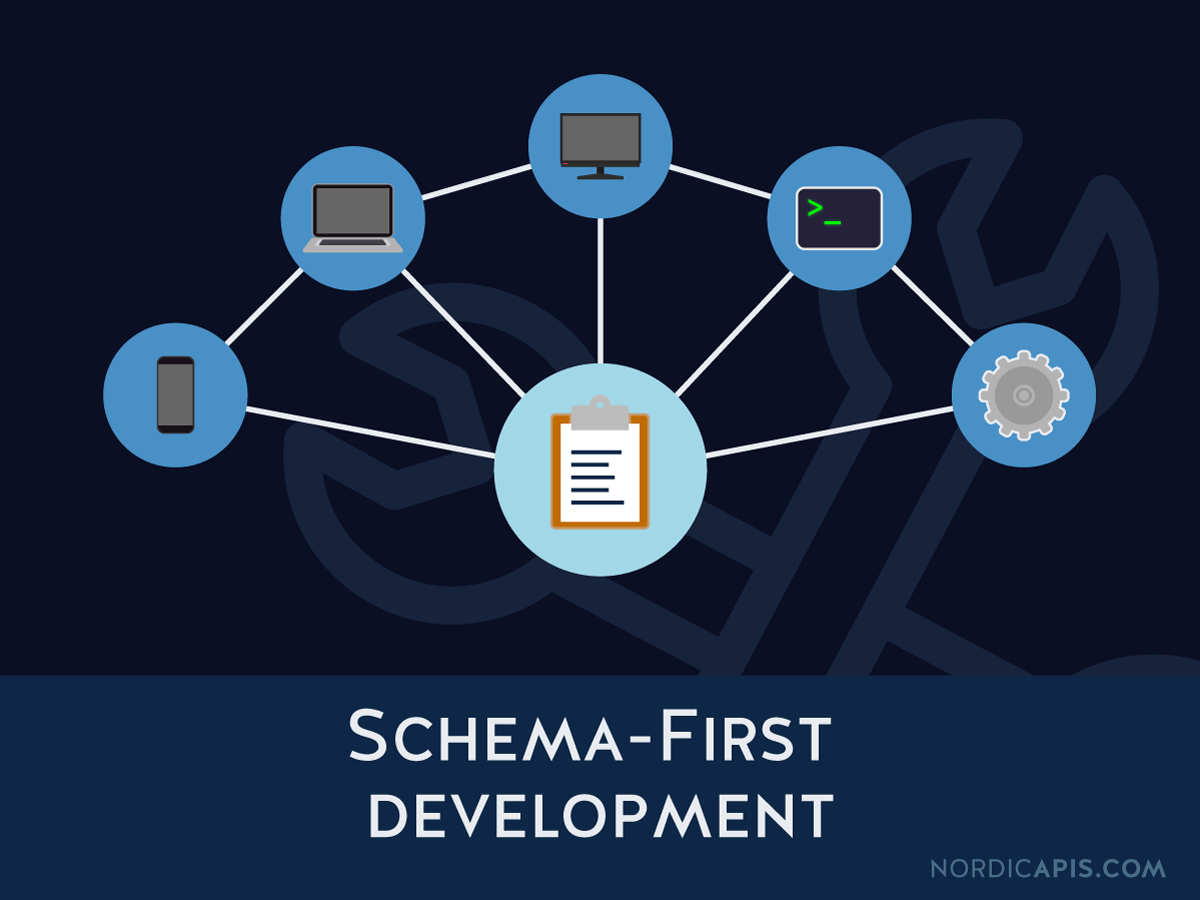 >_
Schema-First
development
NORDICAPIS.COM